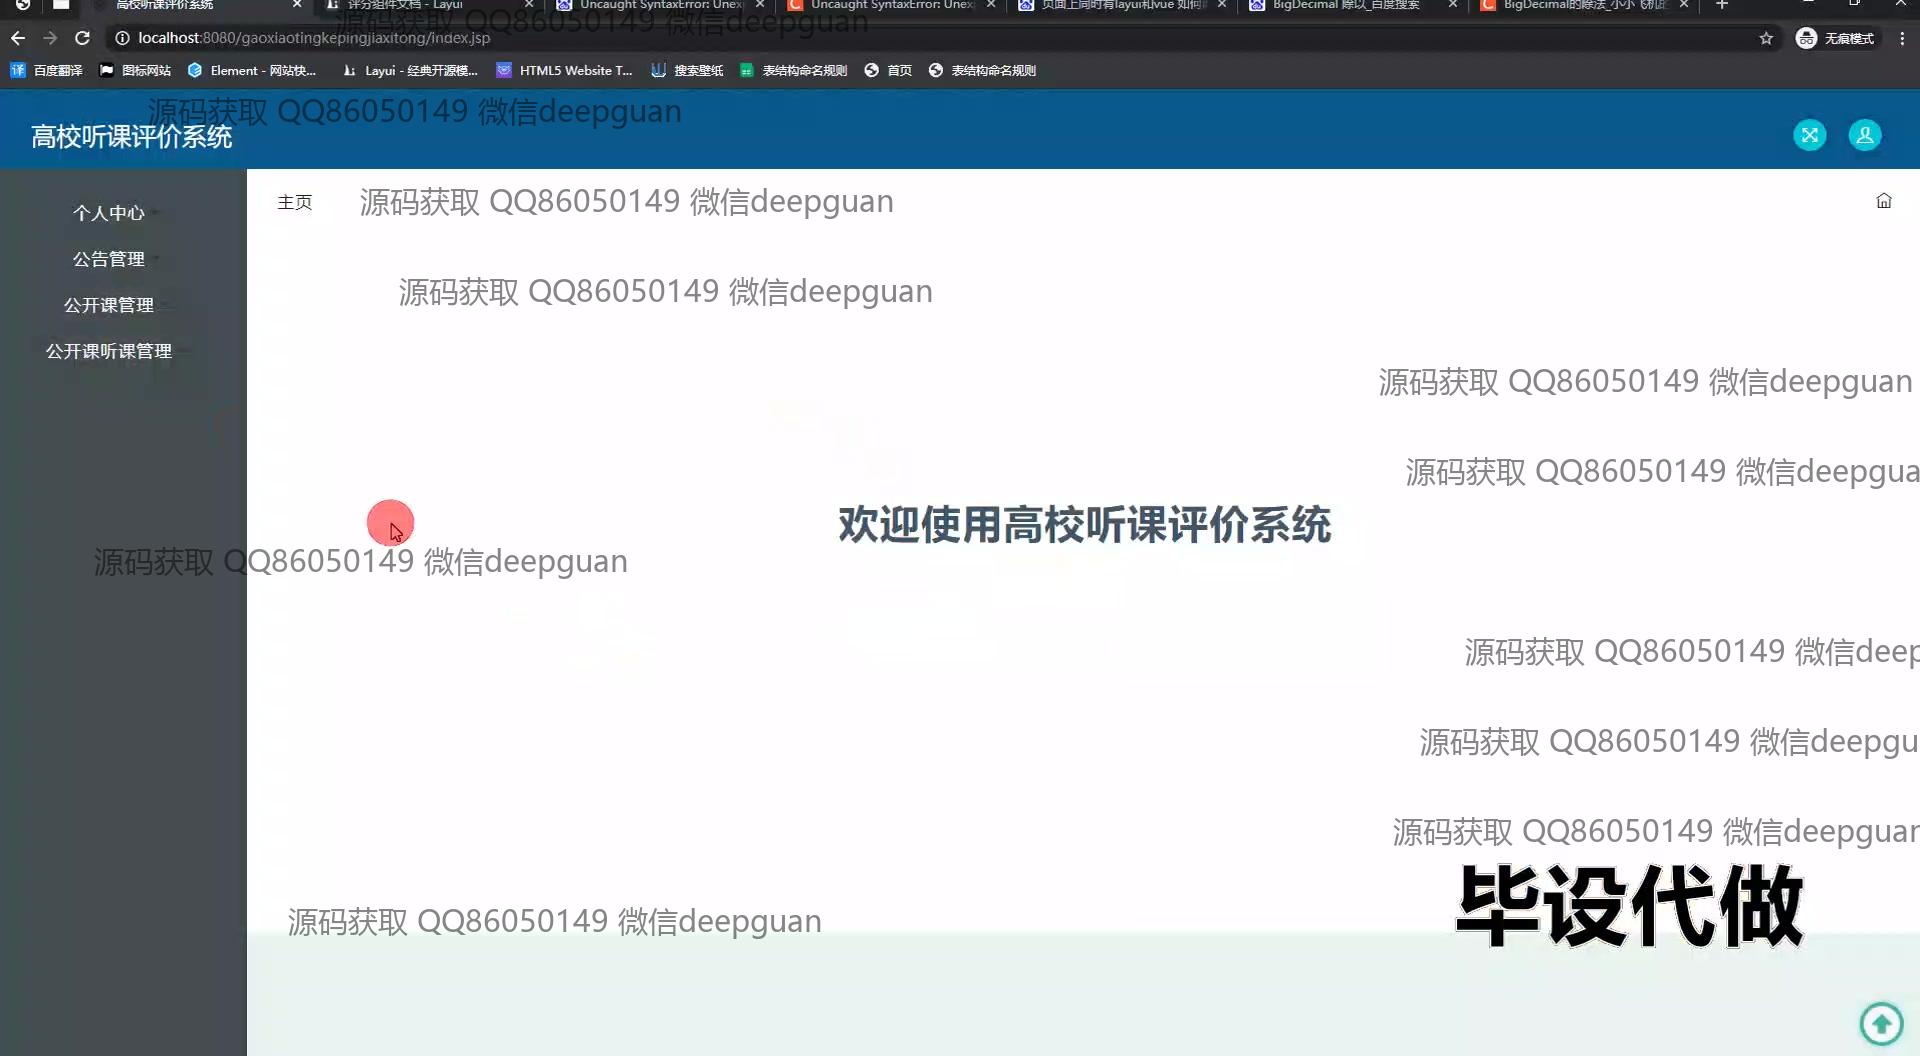 高校听课评价系统
评分组件文档 - Layui
Uncaught SyntaxError: Unex
Uncaught SyntaxError: Unex
页面上同时有layui和vue 如何
BigDecimal 除以_百度搜索
BigDecimal的除法_小小飞机的
源码获取 QQ86050149 微信deepguan
localhost:8080/gaoxiaotingkepingjiaxitong/index.jsp
无痕模式
百度翻译
图标网站
Element - 网站快...
Layui - 经典开源模...
HTML5 Website T...
搜索壁纸
表结构命名规则
首页
表结构命名规则
源码获取 QQ86050149 微信deepguan
高校听课评价系统
个人中心
主页
源码获取 QQ86050149 微信deepguan
公告管理
源码获取 QQ86050149 微信deepguan
公开课管理
公开课听课管理
源码获取 QQ86050149 微信deepguan
源码获取 QQ86050149 微信deepgua
欢迎使用高校听课评价系统
源码获取 QQ86050149 微信deepguan
源码获取 QQ86050149 微信deep
源码获取 QQ86050149 微信deepgu
源码获取 QQ86050149 微信deepguan
毕设代做
源码获取 QQ86050149 微信deepguan